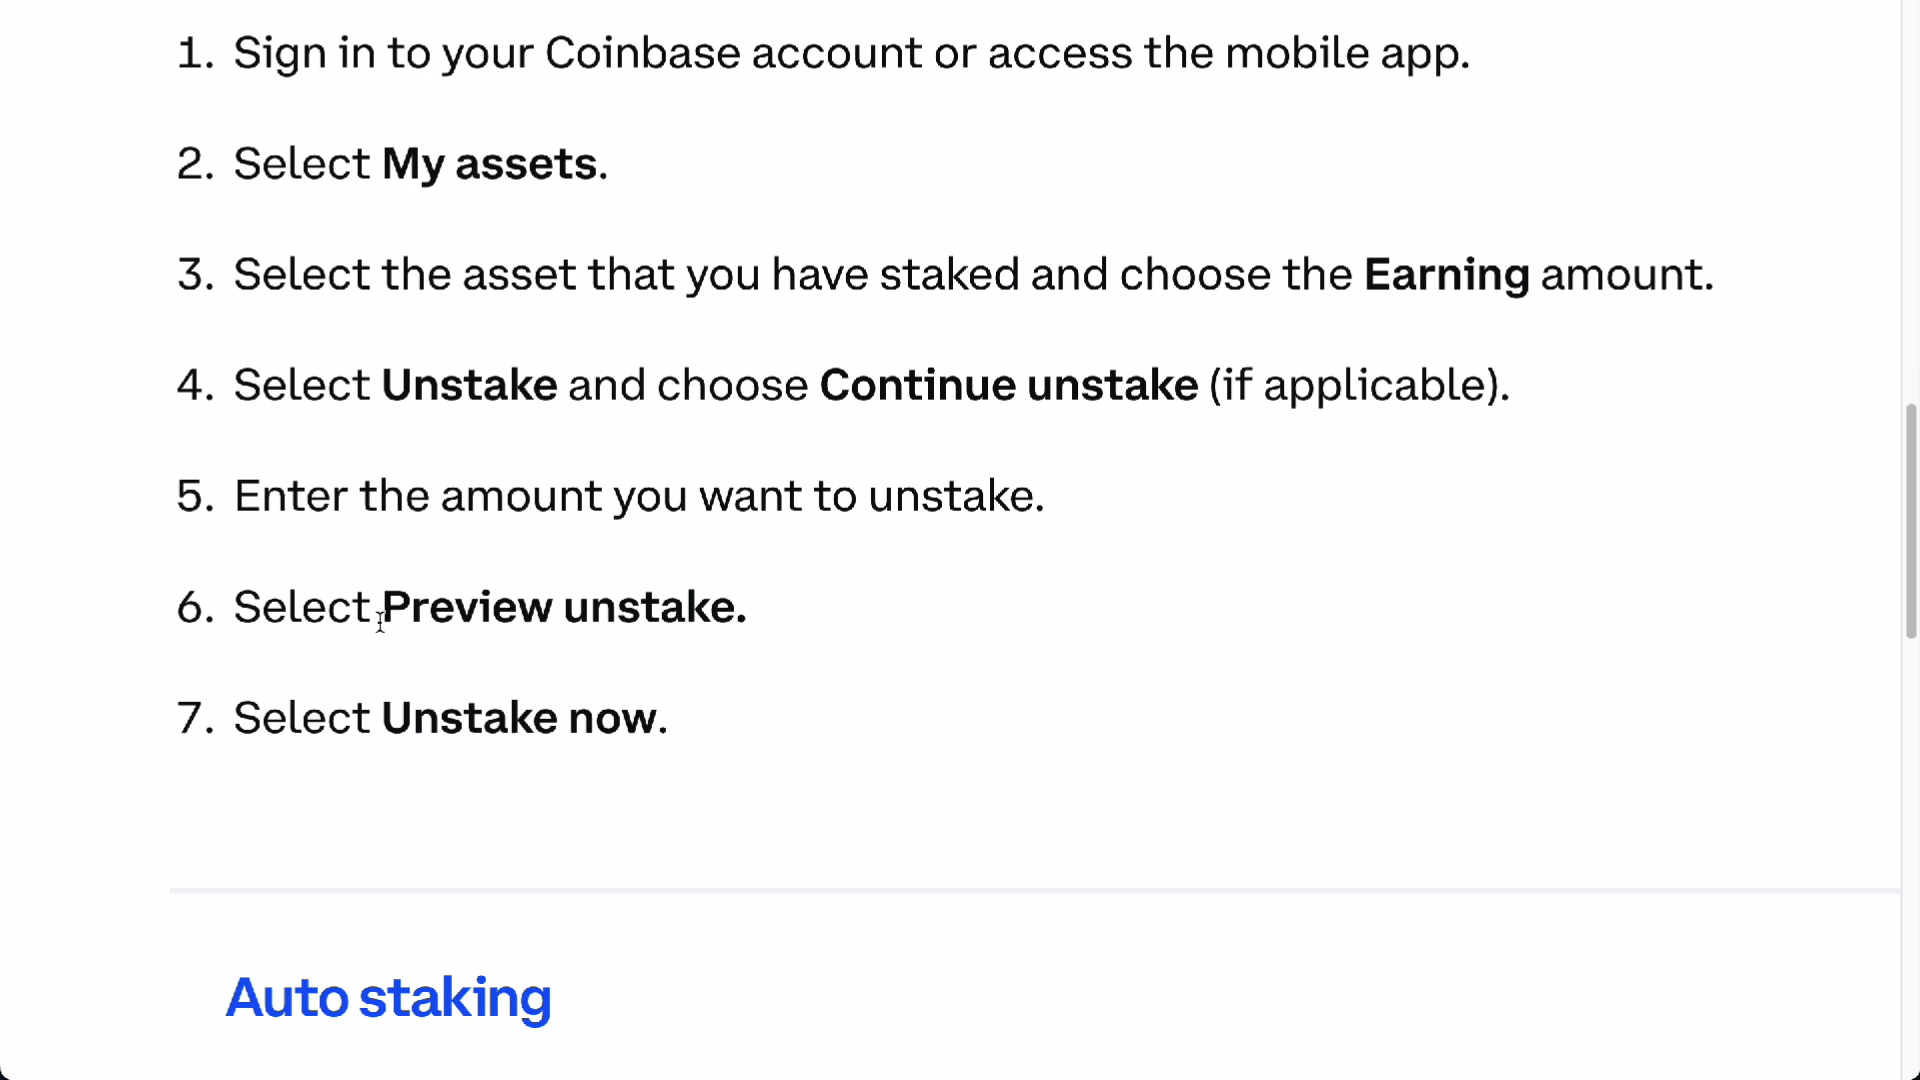 1. Sign in to your Coinbase account or access the mobile app.
2. Select My assets.
3. Select the asset that you have staked and choose the Earning amount.
4. Select Unstake and choose Continue unstake (if applicable).
5. Enter the amount you want to unstake.
6. Select Preview unstake.
7. Select Unstake now.
Auto staking